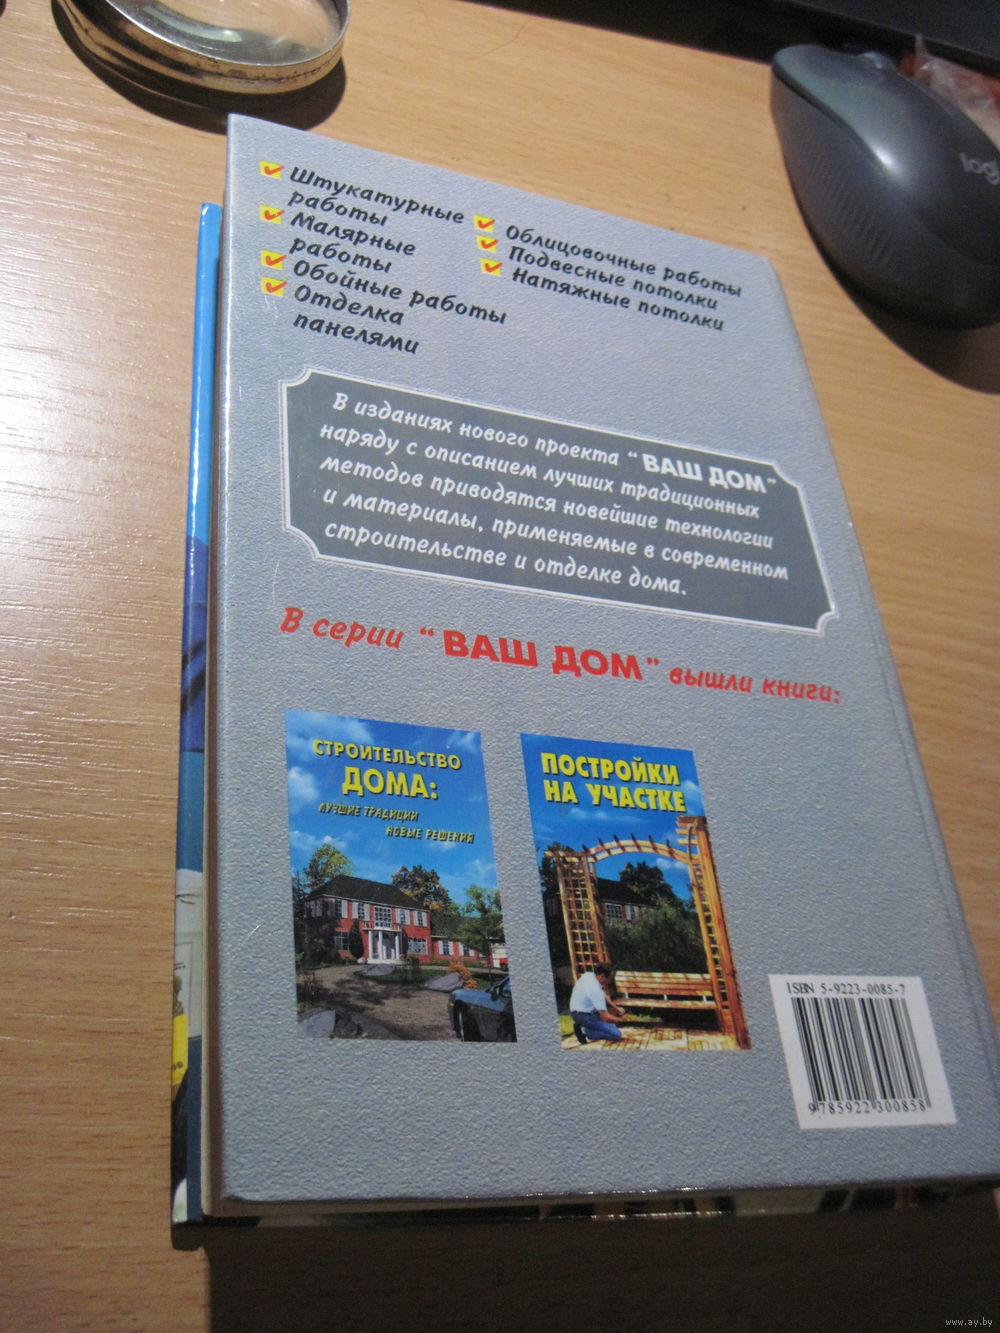 Штукатурные
работы
Малярные
работы
Обойные работы
Отделка
панелями
Облицовочные работы
Подвесные потолки
Натяжные потолки
В изданиях нового проекта “ВАШ ДОМ”
наряду с описанием лучших традиционных
методов приводятся новейшие технологии
и материалы, применяемые в современном
строительстве и отделке дома.
В серии “ВАШ ДОМ” вышли книги:
СТРОИТЕЛЬСТВО
ДОМА:
ЛУЧШИЕ ТРАДИЦИИ
НОВЫЕ РЕШЕНИЯ
ПОСТРОЙКИ
НА УЧАСТКЕ
ISBN 5-9223-0085-7
9785922300858
log
www.ay.by